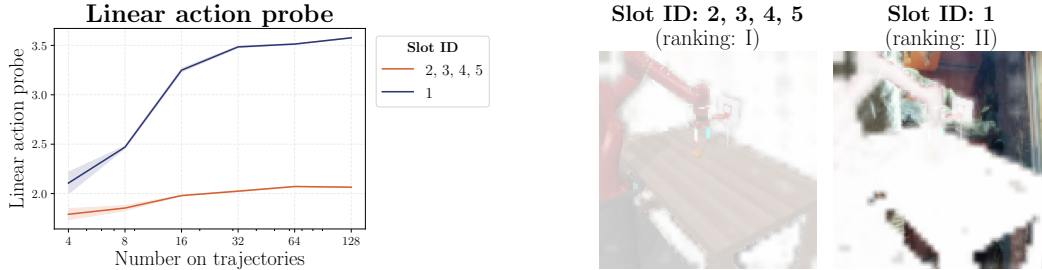 Linear action probe
Linear action probe
3.5
3.0
2.5
2.0
4
8
16
32
64
128
Number on trajectories
Slot ID
2, 3, 4, 5
1
Slot ID: 2, 3, 4, 5
(ranking: I)
Slot ID: 1
(ranking: II)